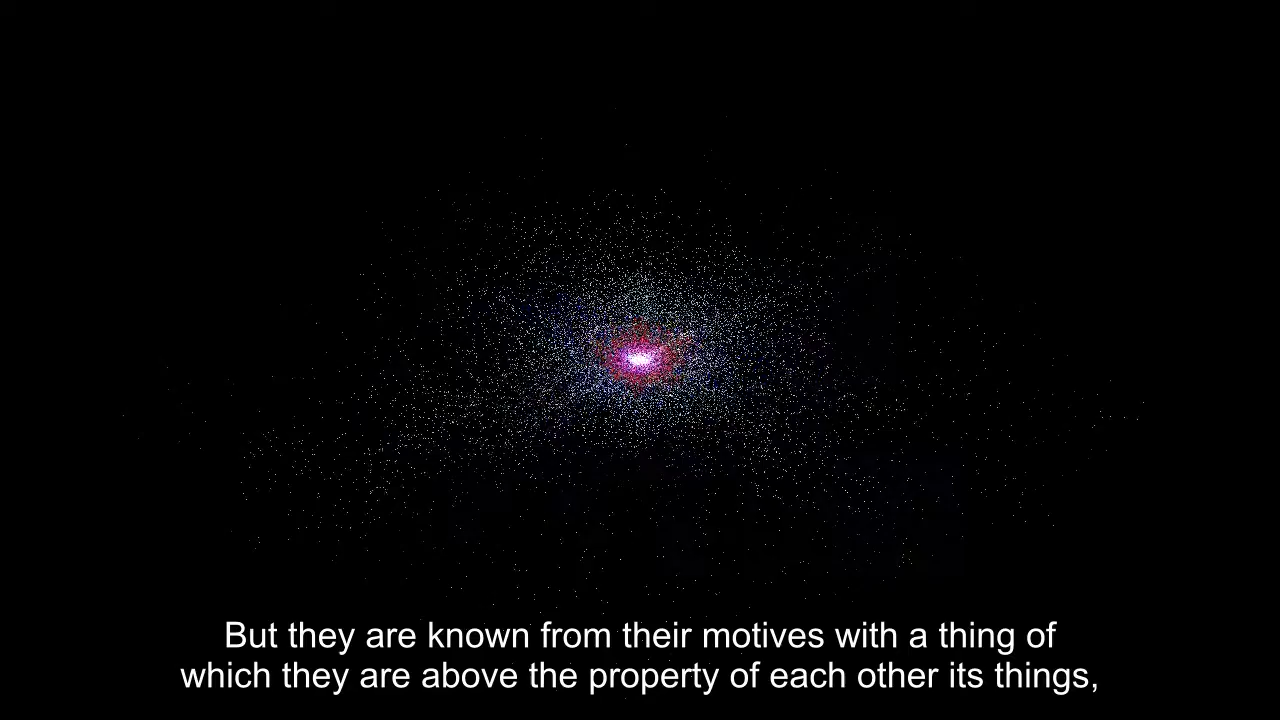 But they are known from their motives with a thing of
which they are above the property of each other its things,